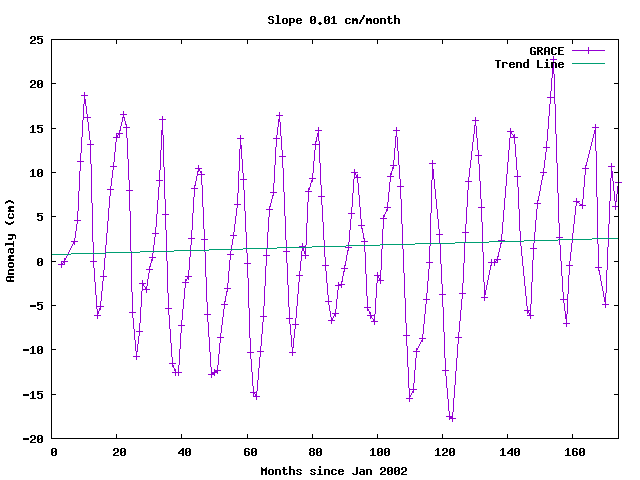 Slope 0.01 cm/month
GRACE
Trend Line
Anomaly (cm)
25
20
15
10
5
0
-5
-10
-15
-20
0 20 40 60 80 100 120 140 160
Months since Jan 2002